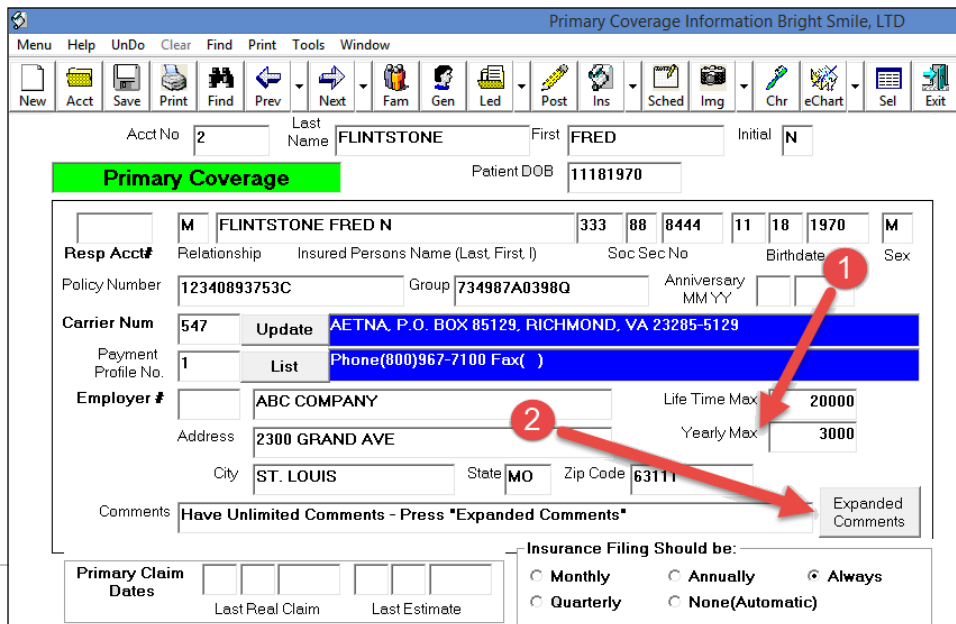 Primary Coverage Information Bright Smile, LTD
Menu Help UnDo Clear Find Print Tools Window
New Acct Save Print Find Prev Next Fam Gen Led Post Ins Sched Img Chr eChart Sel Exit
Acct No 2 Last Name FLINTSTONE First FRED Initial N
Primary Coverage Patient DOB 11181970
M FLINTSTONE FRED N 333 88 8444 11 18 1970 M
Resp Acct# Relationship Insured Persons Name (Last, First, I) Soc Sec No Birthdate Sex
1
Policy Number 12340893753C Group 734987A0398Q Anniversary MM YY
Carrier Num 547 Update AETNA, P.O. BOX 85129, RICHMOND, VA 23285-5129
Payment Profile No. 1 List Phone(800)967-7100 Fax( )
Employer # ABC COMPANY Life Time Max 20000
2
Address 2300 GRAND AVE Yearly Max 3000
City ST. LOUIS State MO Zip Code 63111
Comments Have Unlimited Comments - Press "Expanded Comments" Expanded Comments
Insurance Filing Should be:
Primary Claim Dates Monthly Annually Always
Last Real Claim Last Estimate Quarterly None(Automatic)